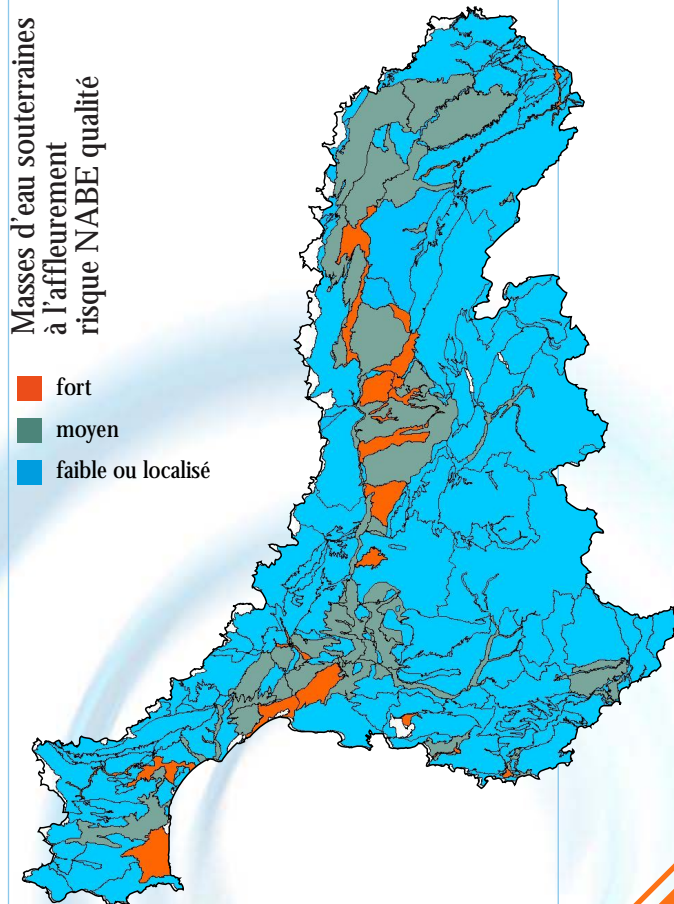 Masses d'eau souterraines
à l'affleurement
risque NABE qualité
fort
moyen
faible ou localisé